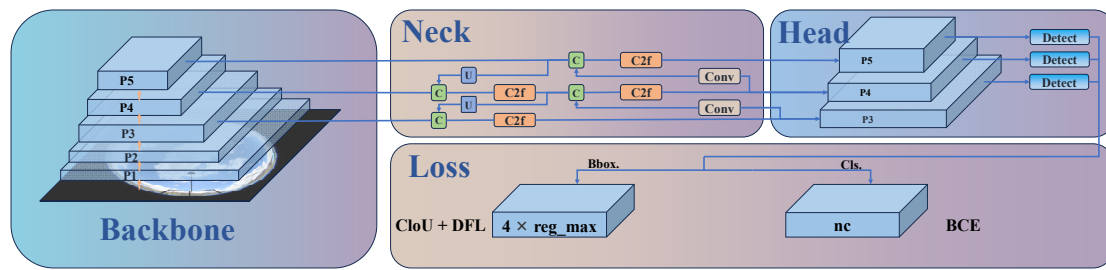 P5
P4
P3
P2
P1
Backbone
Neck
C
C2f
U
Conv
C
C2f
C
C2f
U
Conv
C
C2f
Head
P5
P4
P3
Detect
Detect
Detect
Loss
Bbox.
Cls.
CloU + DFL
4 × reg_max
nc
BCE